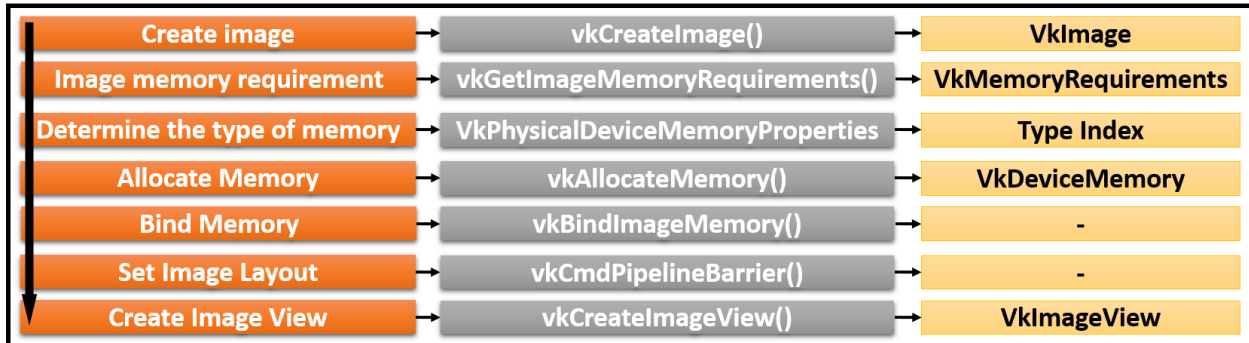 Create image vkCreateImage() VkImage
Image memory requirement vkGetImageMemoryRequirements() VkMemoryRequirements
Determine the type of memory VkPhysicalDeviceMemoryProperties Type Index
Allocate Memory vkAllocateMemory() VkDeviceMemory
Bind Memory vkBindImageMemory() -
Set Image Layout vkCmdPipelineBarrier() -
Create Image View vkCreateImageView() VkImageView